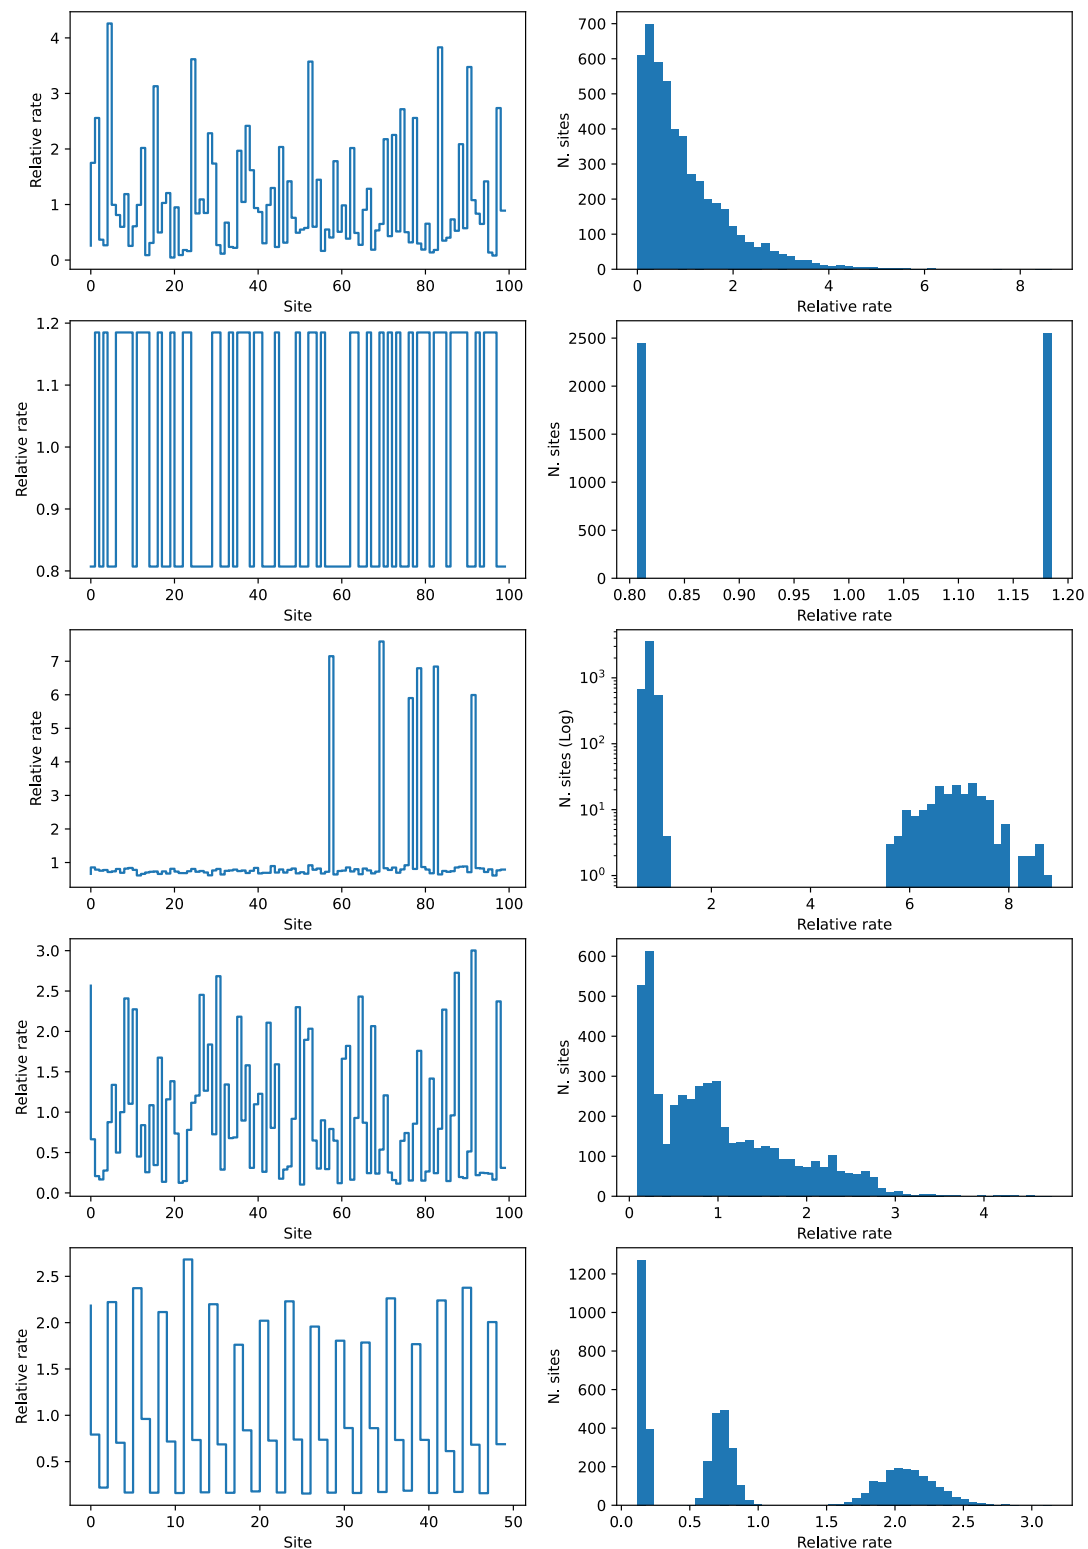 4
3
2
1
0
Relative rate
0 20 40 60 80 100
Site
700
600
500
400
300
200
100
0
N. sites
0 2 4 6 8
Relative rate
1.2
1.1
1.0
0.9
0.8
Relative rate
0 20 40 60 80 100
Site
2500
2000
1500
1000
500
0
N. sites
0.80 0.85 0.90 0.95 1.00 1.05 1.10 1.15 1.20
Relative rate
7
6
5
4
3
2
1
Relative rate
0 20 40 60 80 100
Site
10³
10²
10¹
10⁰
N. sites (Log)
2 4 6 8
Relative rate
3.0
2.5
2.0
1.5
1.0
0.5
0.0
Relative rate
0 20 40 60 80 100
Site
600
500
400
300
200
100
0
N. sites
0 1 2 3 4
Relative rate
2.5
2.0
1.5
1.0
0.5
Relative rate
0 10 20 30 40 50
Site
1200
1000
800
600
400
200
0
N. sites
0.0 0.5 1.0 1.5 2.0 2.5 3.0
Relative rate